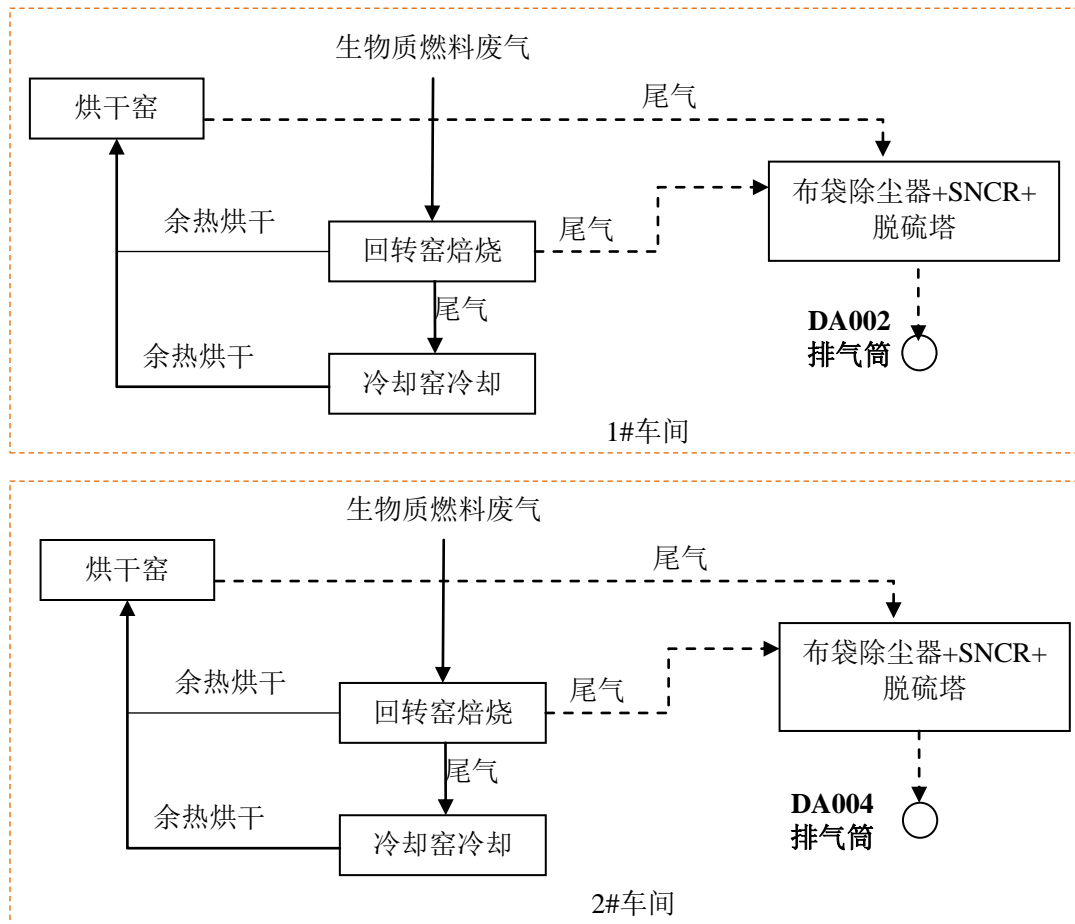 生物质燃料废气
烘干窑
尾气
布袋除尘器+SNCR+
脱硫塔
余热烘干
回转窑焙烧
尾气
尾气
DA002
排气筒
余热烘干
冷却窑冷却
1#车间
生物质燃料废气
烘干窑
尾气
布袋除尘器+SNCR+
脱硫塔
余热烘干
回转窑焙烧
尾气
尾气
DA004
排气筒
余热烘干
冷却窑冷却
2#车间